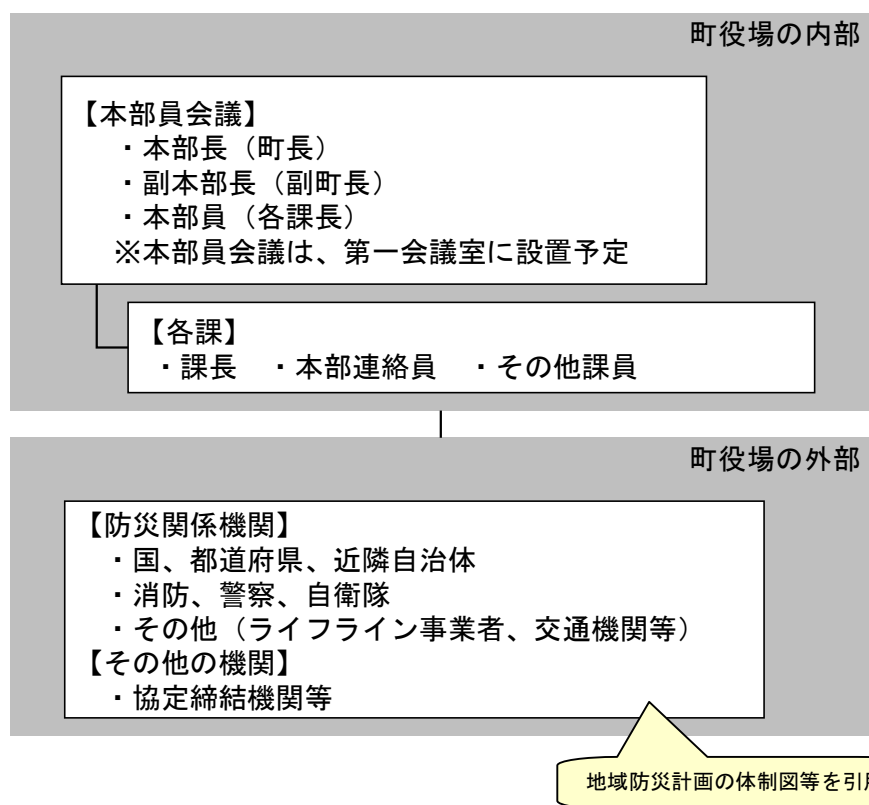 町役場の内部
【本部員会議】
・本部長（町長）
・副本部長（副町長）
・本部員（各課長）
※本部員会議は、第一会議室に設置予定
【各課】
・課長　・本部連絡員　・その他課員
町役場の外部
【防災関係機関】
・国、都道府県、近隣自治体
・消防、警察、自衛隊
・その他（ライフライン事業者、交通機関等）
【その他の機関】
・協定締結機関等
地域防災計画の体制図等を引